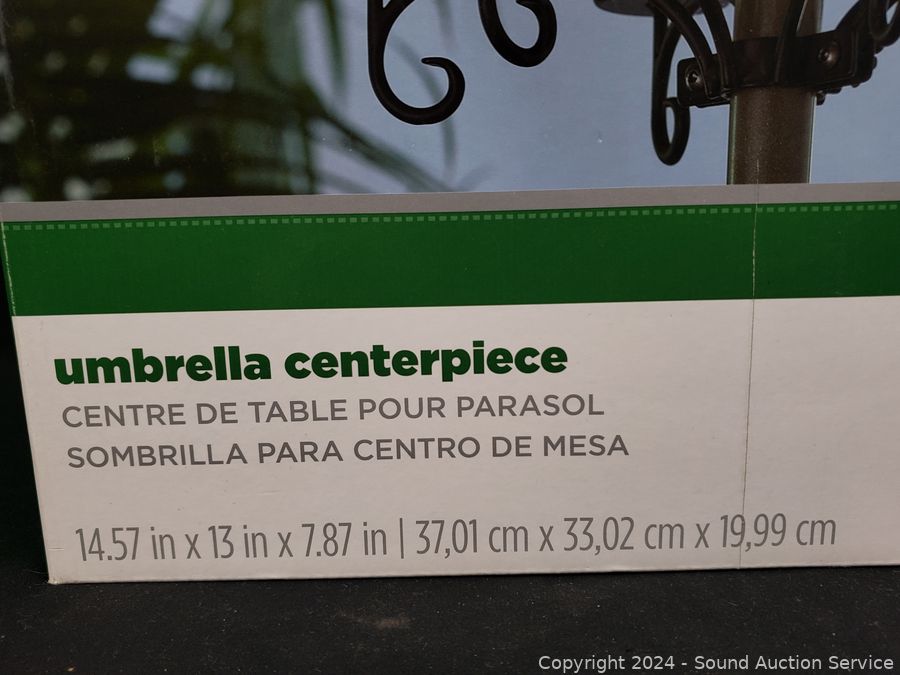 umbrella centerpiece
CENTRE DE TABLE POUR PARASOL
SOMBRILLA PARA CENTRO DE MESA
14.57 in x 13 in x 7.87 in | 37,01 cm x 33,02 cm x 19,99 cm
Copyright 2024 - Sound Auction Service